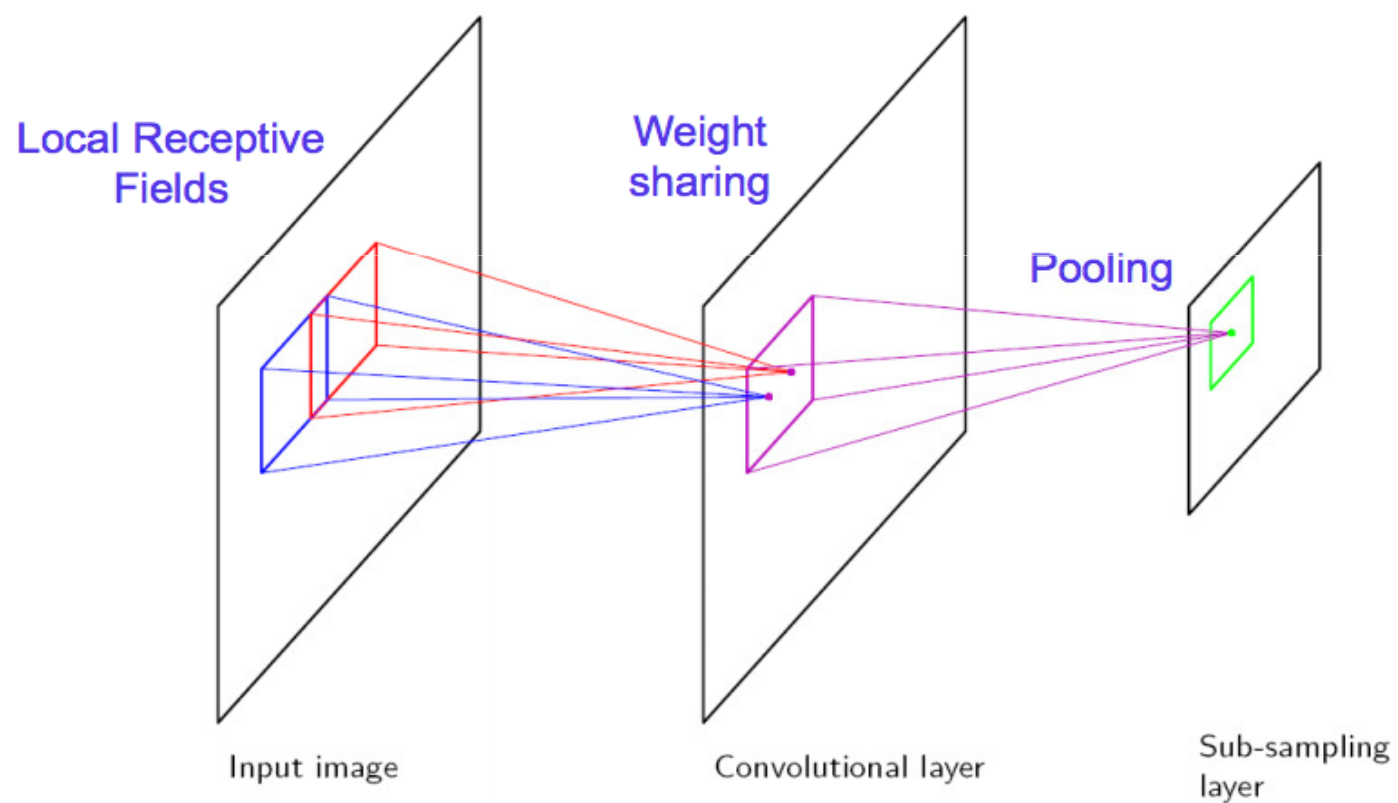 Local Receptive
Fields
Weight
sharing
Pooling
Input image
Convolutional layer
Sub-sampling
layer